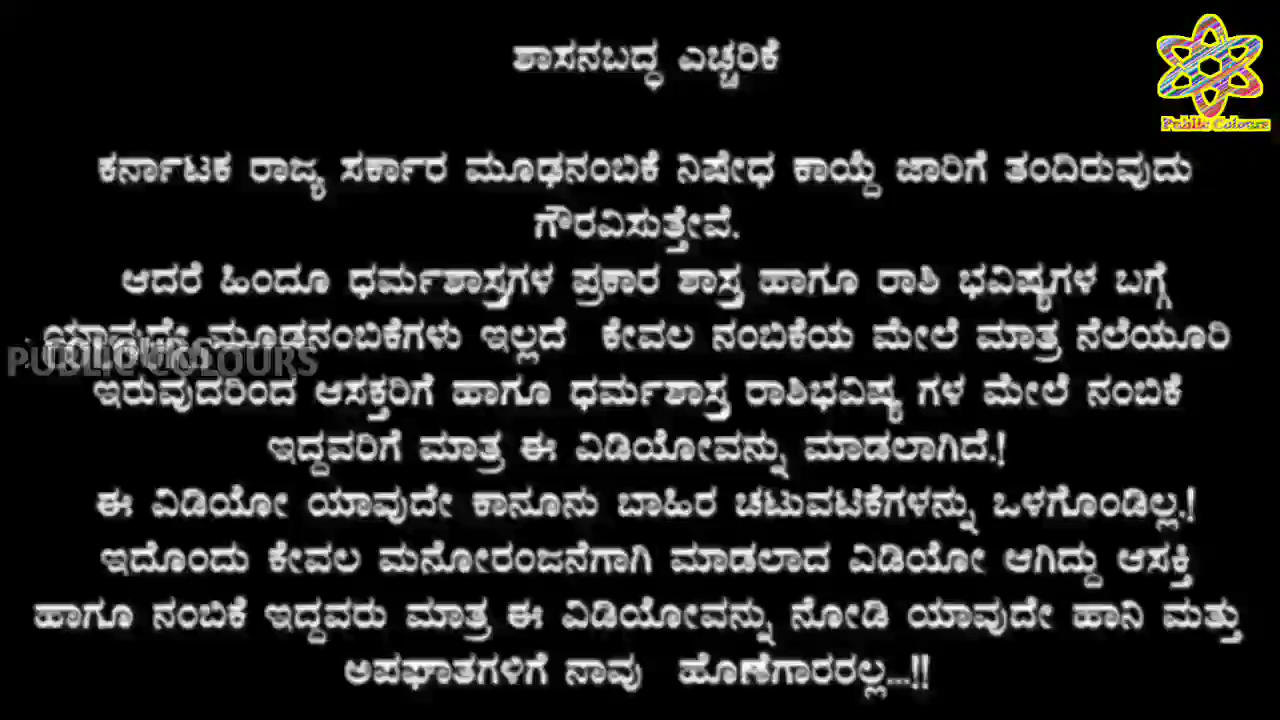 ಶಾಸನಬದ್ಧ ಎಚ್ಚರಿಕೆ
Public Colours
ಕರ್ನಾಟಕ ರಾಜ್ಯ ಸರ್ಕಾರ ಮೂಢನಂಬಿಕೆ ನಿಷೇಧ ಕಾಯ್ದೆ ಜಾರಿಗೆ ತಂದಿರುವುದು
ಗೌರವಿಸುತ್ತೇವೆ.
ಆದರೆ ಹಿಂದೂ ಧರ್ಮಶಾಸ್ತ್ರಗಳ ಪ್ರಕಾರ ಶಾಸ್ತ್ರ ಹಾಗೂ ರಾಶಿ ಭವಿಷ್ಯಗಳ ಬಗ್ಗೆ
ಯಾವುದೇ ಮೂಢನಂಬಿಕೆಗಳು ಇಲ್ಲದೆ ಕೇವಲ ನಂಬಿಕೆಯ ಮೇಲೆ ಮಾತ್ರ ನೆಲೆಯೂರಿ
PUBLIC COLOURS
ಇರುವುದರಿಂದ ಆಸಕ್ತರಿಗೆ ಹಾಗೂ ಧರ್ಮಶಾಸ್ತ್ರ ರಾಶಿಭವಿಷ್ಯ ಗಳ ಮೇಲೆ ನಂಬಿಕೆ
ಇದ್ದವರಿಗೆ ಮಾತ್ರ ಈ ವಿಡಿಯೋವನ್ನು ಮಾಡಲಾಗಿದೆ.!
ಈ ವಿಡಿಯೋ ಯಾವುದೇ ಕಾನೂನು ಬಾಹಿರ ಚಟುವಟಿಕೆಗಳನ್ನು ಒಳಗೊಂಡಿಲ್ಲ.!
ಇದೊಂದು ಕೇವಲ ಮನೋರಂಜನೆಗಾಗಿ ಮಾಡಲಾದ ವಿಡಿಯೋ ಆಗಿದ್ದು ಆಸಕ್ತಿ
ಹಾಗೂ ನಂಬಿಕೆ ಇದ್ದವರು ಮಾತ್ರ ಈ ವಿಡಿಯೋವನ್ನು ನೋಡಿ ಯಾವುದೇ ಹಾನಿ ಮತ್ತು
ಅಪಘಾತಗಳಿಗೆ ನಾವು ಹೊಣೆಗಾರರಲ್ಲ...!!